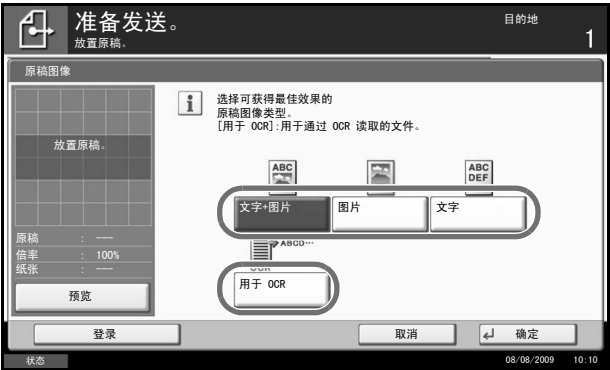 准备发送。
放置原稿。
目的地
1
原稿图像
选择可获得最佳效果的
原稿图像类型。
[用于 OCR]:用于通过 OCR 读取的文件。
放置原稿。
ABC
ABC
DEF
文字+图片
图片
文字
ABCD...
OCR
用于 OCR
原稿 : ---
倍率 : 100%
纸张 : ---
预览
登录
取消
确定
状态
08/08/2009 10:10